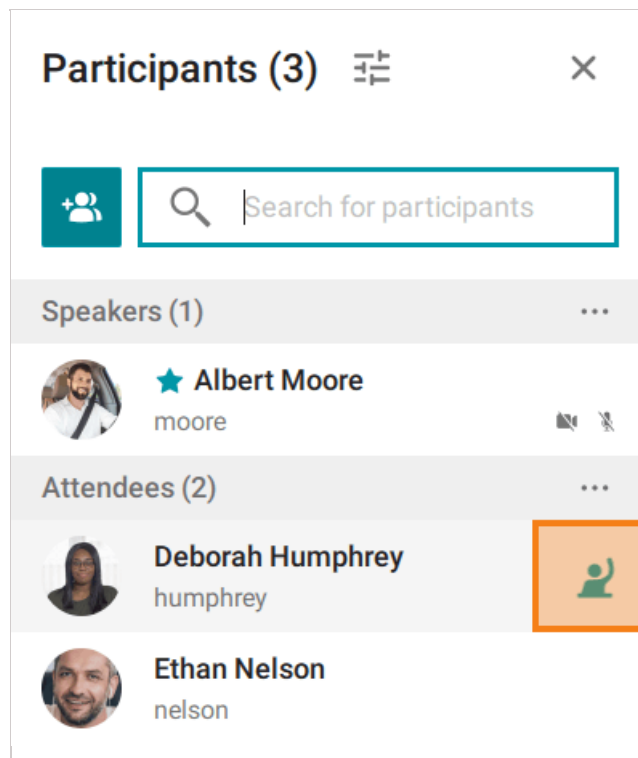 Participants (3)
Search for participants
Speakers (1)
Albert Moore
moore
Attendees (2)
Deborah Humphrey
humphrey
Ethan Nelson
nelson